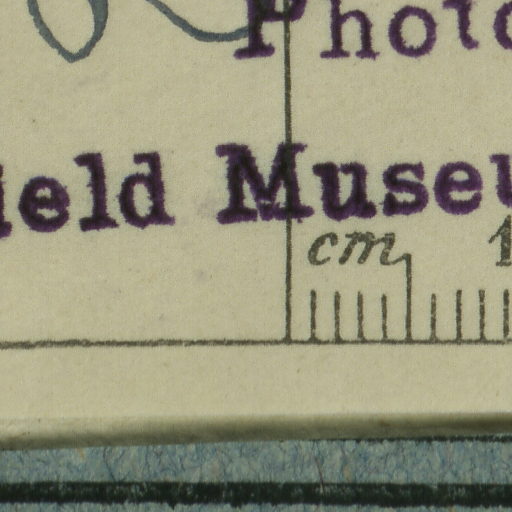 Photo
ield Museu
cm 1